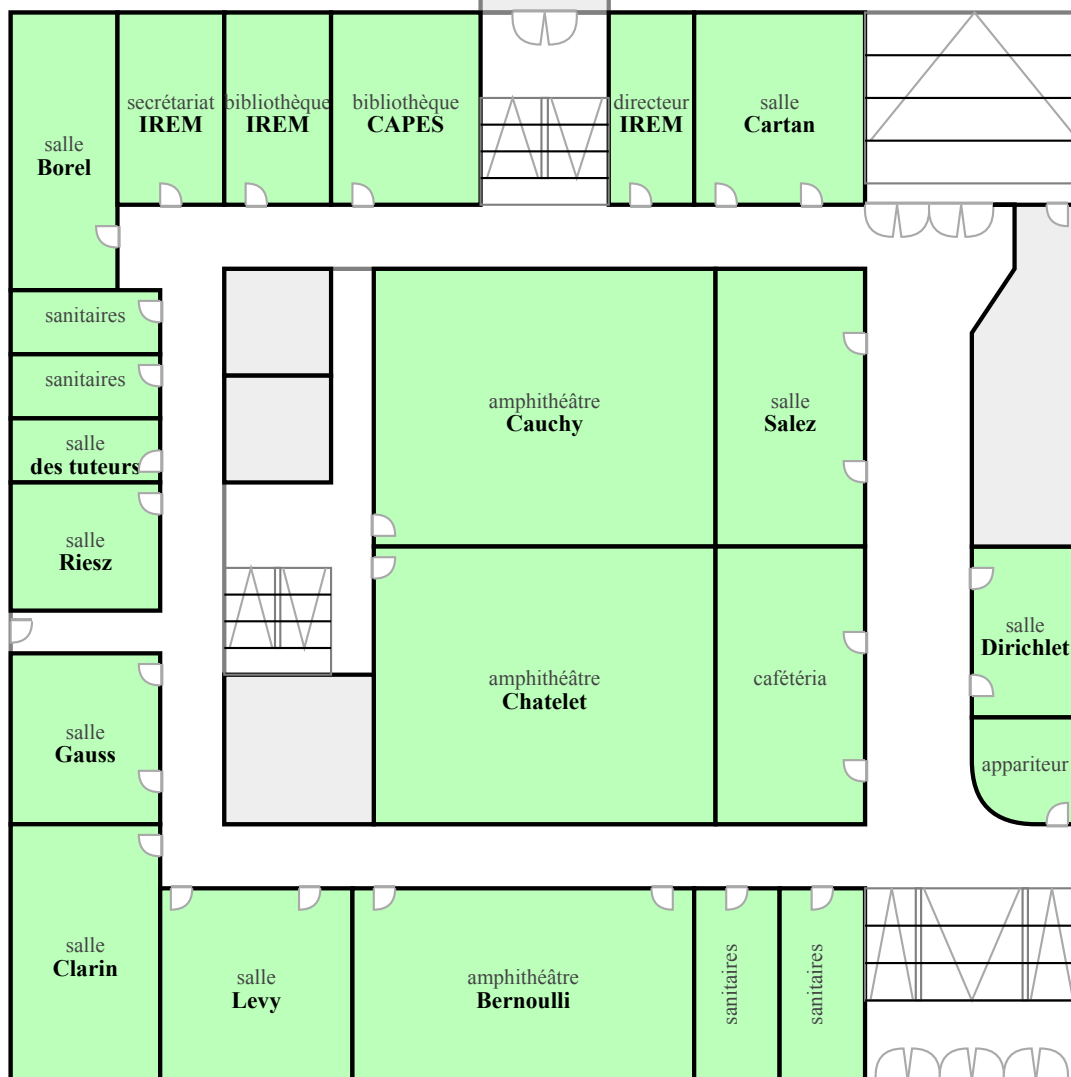 secrétariat
IREM
bibliothèque
IREM
bibliothèque
CAPES
directeur
IREM
salle
Cartan
salle
Borel
sanitaires
sanitaires
salle
des tuteurs
salle
Riesz
amphithéâtre
Cauchy
salle
Salez
salle
Dirichlet
amphithéâtre
Chatelet
cafétéria
salle
Gauss
appariteur
salle
Clarin
salle
Levy
amphithéâtre
Bernoulli
sanitaires
sanitaires